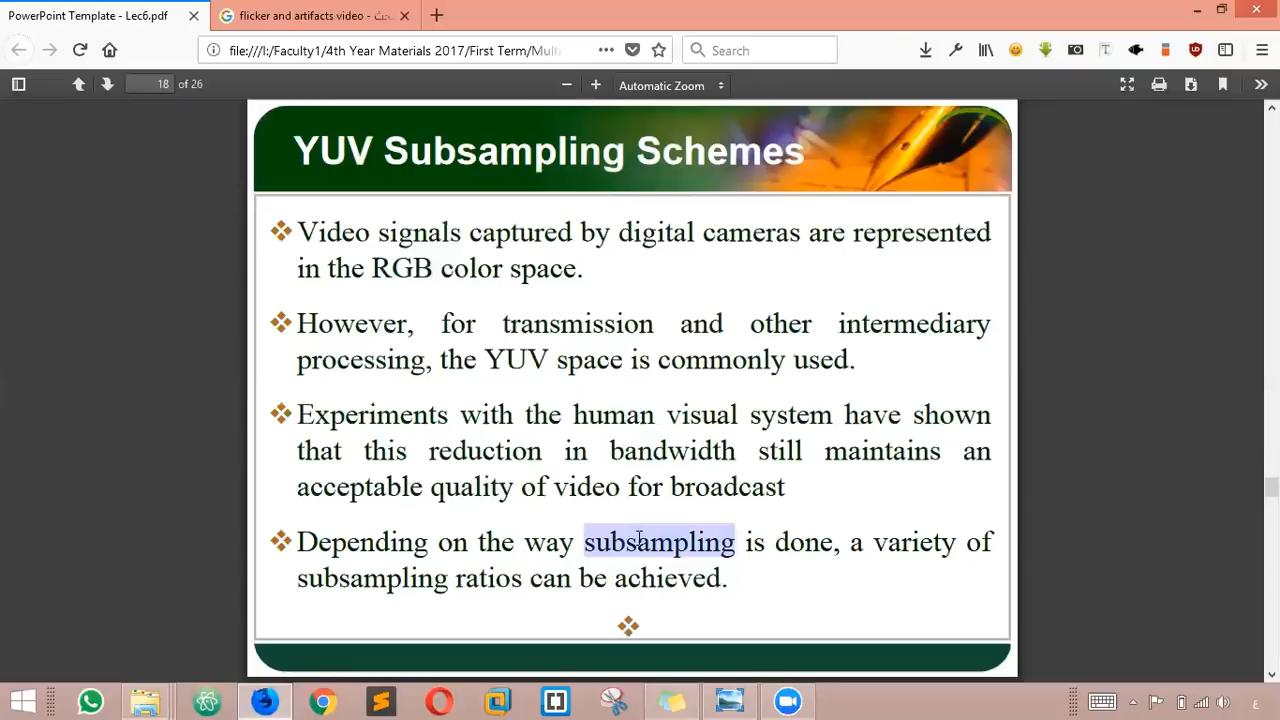 PowerPoint Template - Lec6.pdf
flicker and artifacts video - بحث
file:///I:/Faculty1/4th Year Materials 2017/First Term/Mult
Search
18 of 26
Automatic Zoom
YUV Subsampling Schemes
Video signals captured by digital cameras are represented
in the RGB color space.
However, for transmission and other intermediary
processing, the YUV space is commonly used.
Experiments with the human visual system have shown
that this reduction in bandwidth still maintains an
acceptable quality of video for broadcast
Depending on the way subsampling is done, a variety of
subsampling ratios can be achieved.
ع